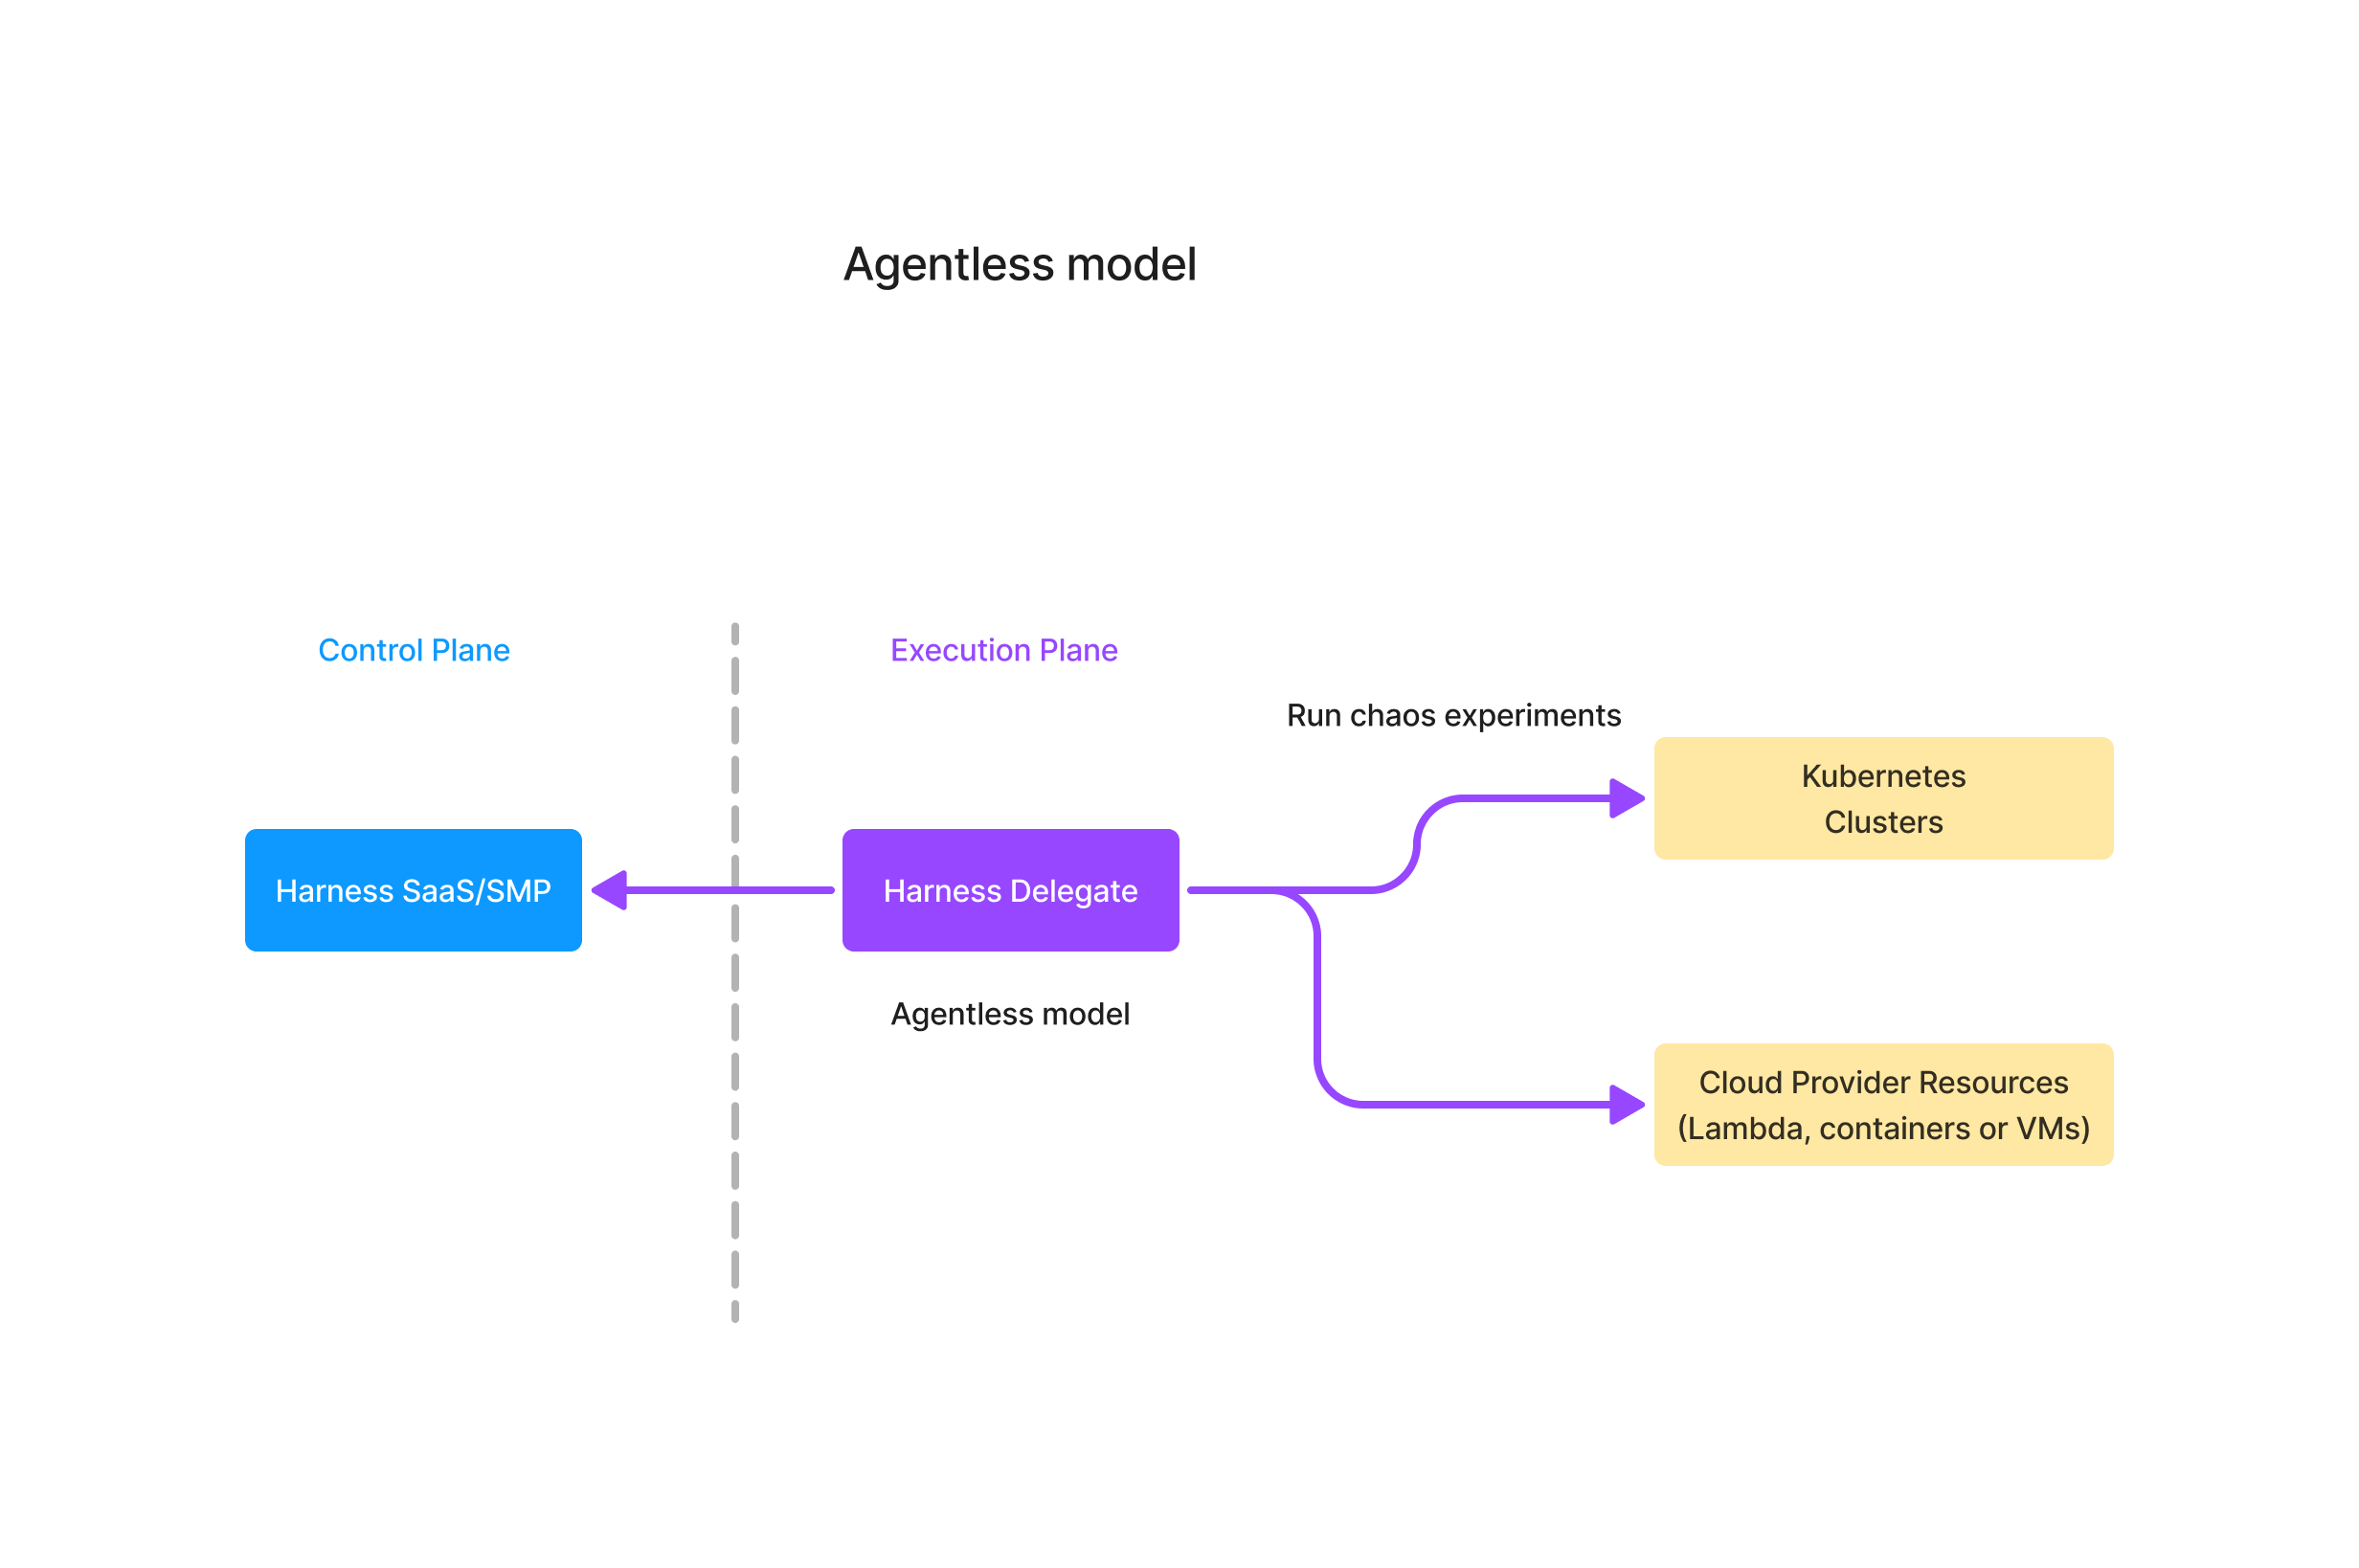 Agentless model
Control Plane
Execution Plane
Run chaos experiments
Kubernetes
Clusters
Harness SaaS/SMP
Harness Delegate
Agentless model
Cloud Provider Resources
(Lambda, containers or VMs)